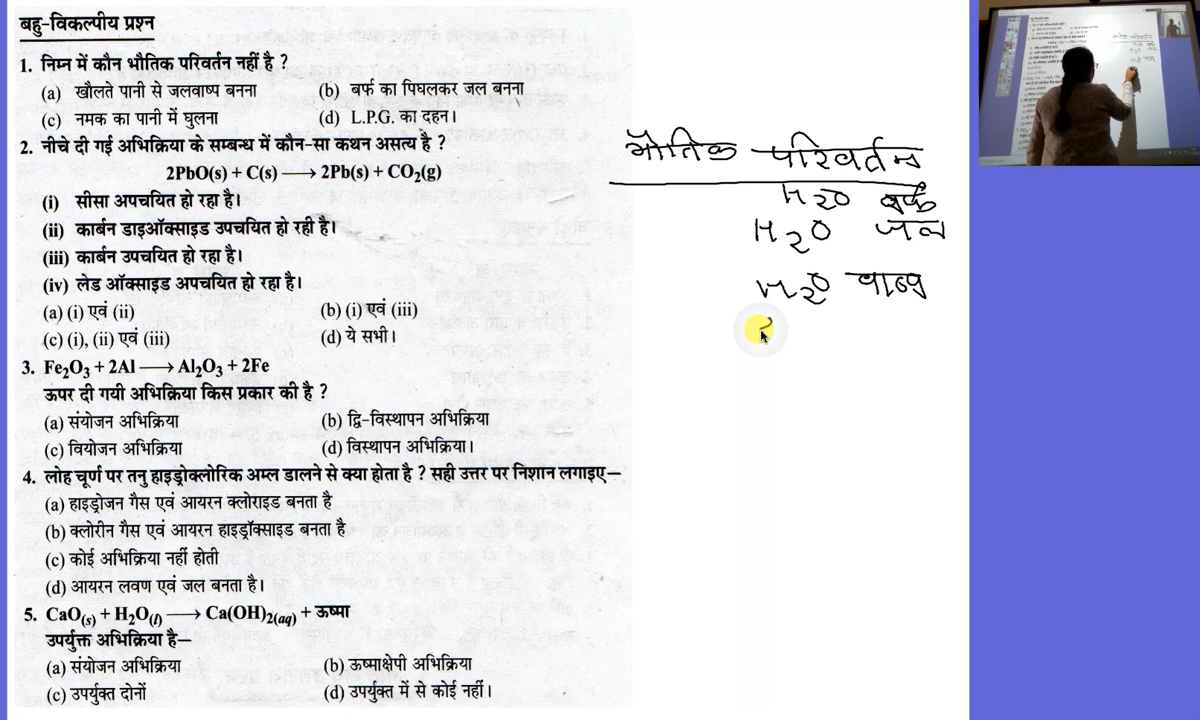 बहु-विकल्पीय प्रश्न
1. निम्न में कौन भौतिक परिवर्तन नहीं है ?
(a) खौलते पानी से जलवाष्प बनना (b) बर्फ का पिघलकर जल बनना
(c) नमक का पानी में घुलना (d) L.P.G. का दहन।
2. नीचे दी गई अभिक्रिया के सम्बन्ध में कौन-सा कथन असत्य है ?
2PbO(s) + C(s) ⟶ 2Pb(s) + CO₂(g)
(i) सीसा अपचयित हो रहा है।
(ii) कार्बन डाइऑक्साइड उपचयित हो रही है।
(iii) कार्बन उपचयित हो रहा है।
(iv) लेड ऑक्साइड अपचयित हो रहा है।
(a) (i) एवं (ii) (b) (i) एवं (iii)
(c) (i), (ii) एवं (iii) (d) ये सभी।
3. Fe₂O₃ + 2Al ⟶ Al₂O₃ + 2Fe
ऊपर दी गयी अभिक्रिया किस प्रकार की है ?
(a) संयोजन अभिक्रिया (b) द्वि-विस्थापन अभिक्रिया
(c) वियोजन अभिक्रिया (d) विस्थापन अभिक्रिया।
4. लोह चूर्ण पर तनु हाइड्रोक्लोरिक अम्ल डालने से क्या होता है ? सही उत्तर पर निशान लगाइए—
(a) हाइड्रोजन गैस एवं आयरन क्लोराइड बनता है
(b) क्लोरीन गैस एवं आयरन हाइड्रॉक्साइड बनता है
(c) कोई अभिक्रिया नहीं होती
(d) आयरन लवण एवं जल बनता है।
5. CaO(s) + H₂O(l) ⟶ Ca(OH)₂(aq) + ऊष्मा
उपर्युक्त अभिक्रिया है—
(a) संयोजन अभिक्रिया (b) ऊष्माक्षेपी अभिक्रिया
(c) उपर्युक्त दोनों (d) उपर्युक्त में से कोई नहीं।
भौतिक परिवर्तन
H₂O बर्फ
H₂O जल
H₂O वाष्प